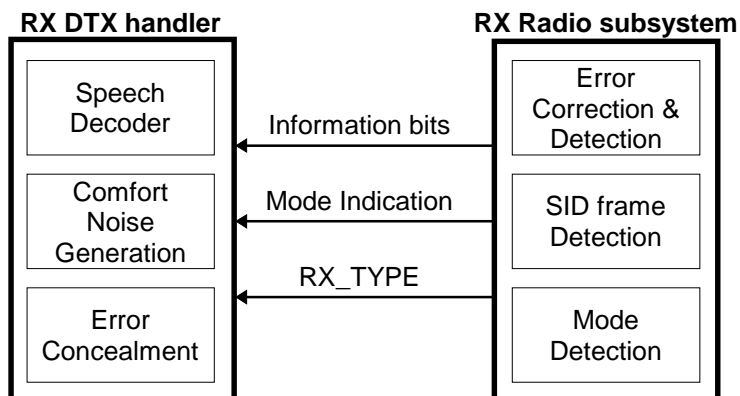 RX DTX handler
RX Radio subsystem
Speech
Decoder
Comfort
Noise
Generation
Error
Concealment
Information bits
Mode Indication
RX_TYPE
Error
Correction &
Detection
SID frame
Detection
Mode
Detection